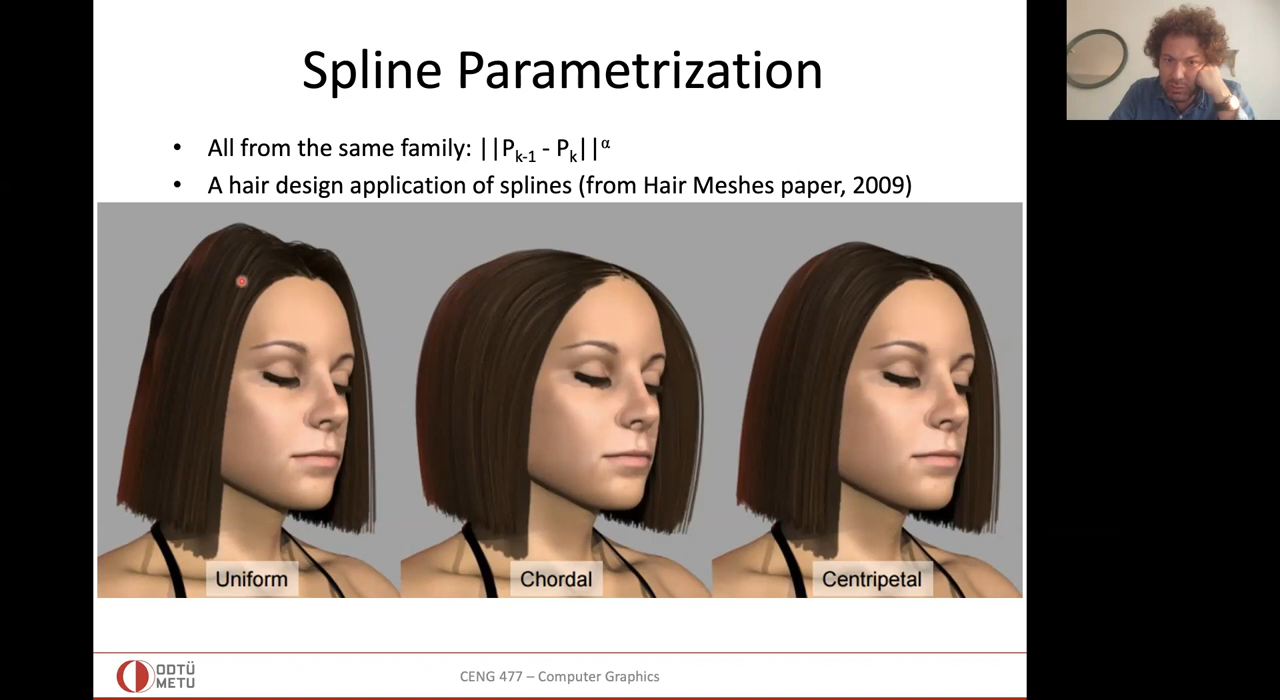 Spline Parametrization
• All from the same family: ||Pk-1 - Pk||α
• A hair design application of splines (from Hair Meshes paper, 2009)
Uniform
Chordal
Centripetal
ODTÜ
METU
CENG 477 – Computer Graphics